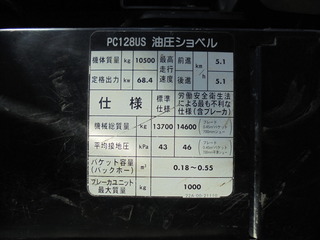 PC128US 油圧ショベル
機体質量 kg 10500 最高走行速度 前進 km/h 5.1
定格出力 kW 68.4 後進 5.1
仕様 標準仕様 労働安全衛生法による最も不利な仕様(含ブレーカ)
機械総質量 kg 13700 14600
平均接地圧 kPa 43 46
バケット容量(バックホー) m³ 0.18~0.55
ブレーカユニット最大質量 kg 1000